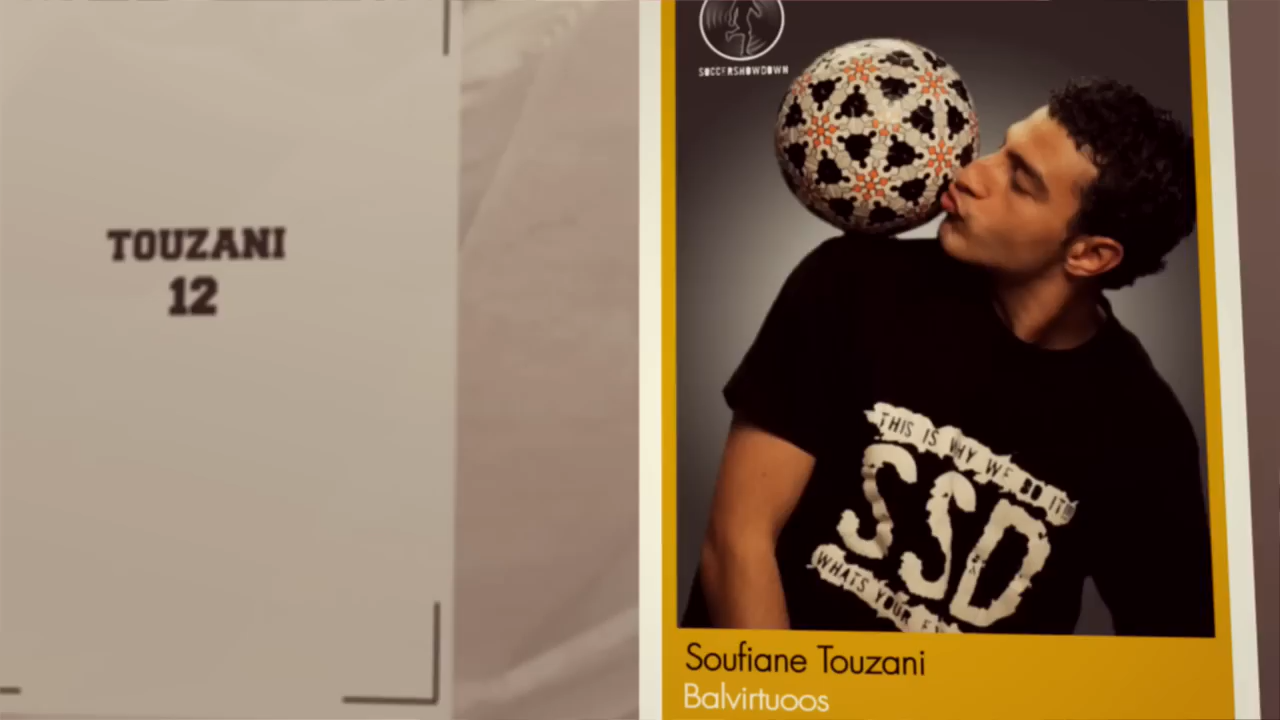 TOUZANI
12
SOCCERSHOWDOWN
THIS IS WHY WE DO IT!!
SSD
WHATS YOUR
Soufiane Touzani
Balvirtuoos